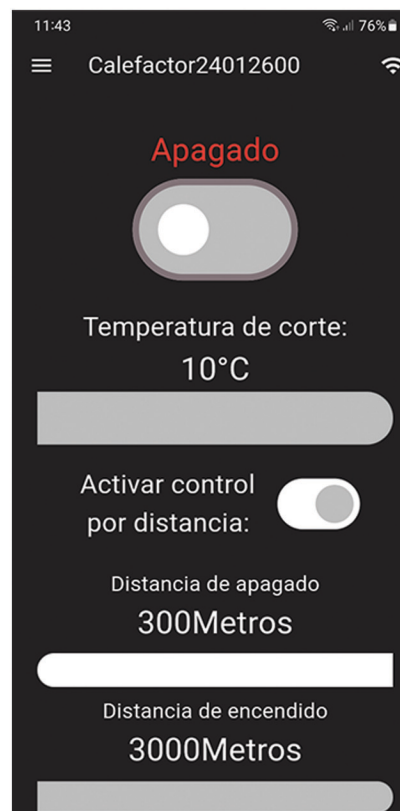 11:43 76%
Calefactor24012600
Apagado
Temperatura de corte:
10°C
Activar control
por distancia:
Distancia de apagado
300Metros
Distancia de encendido
3000Metros